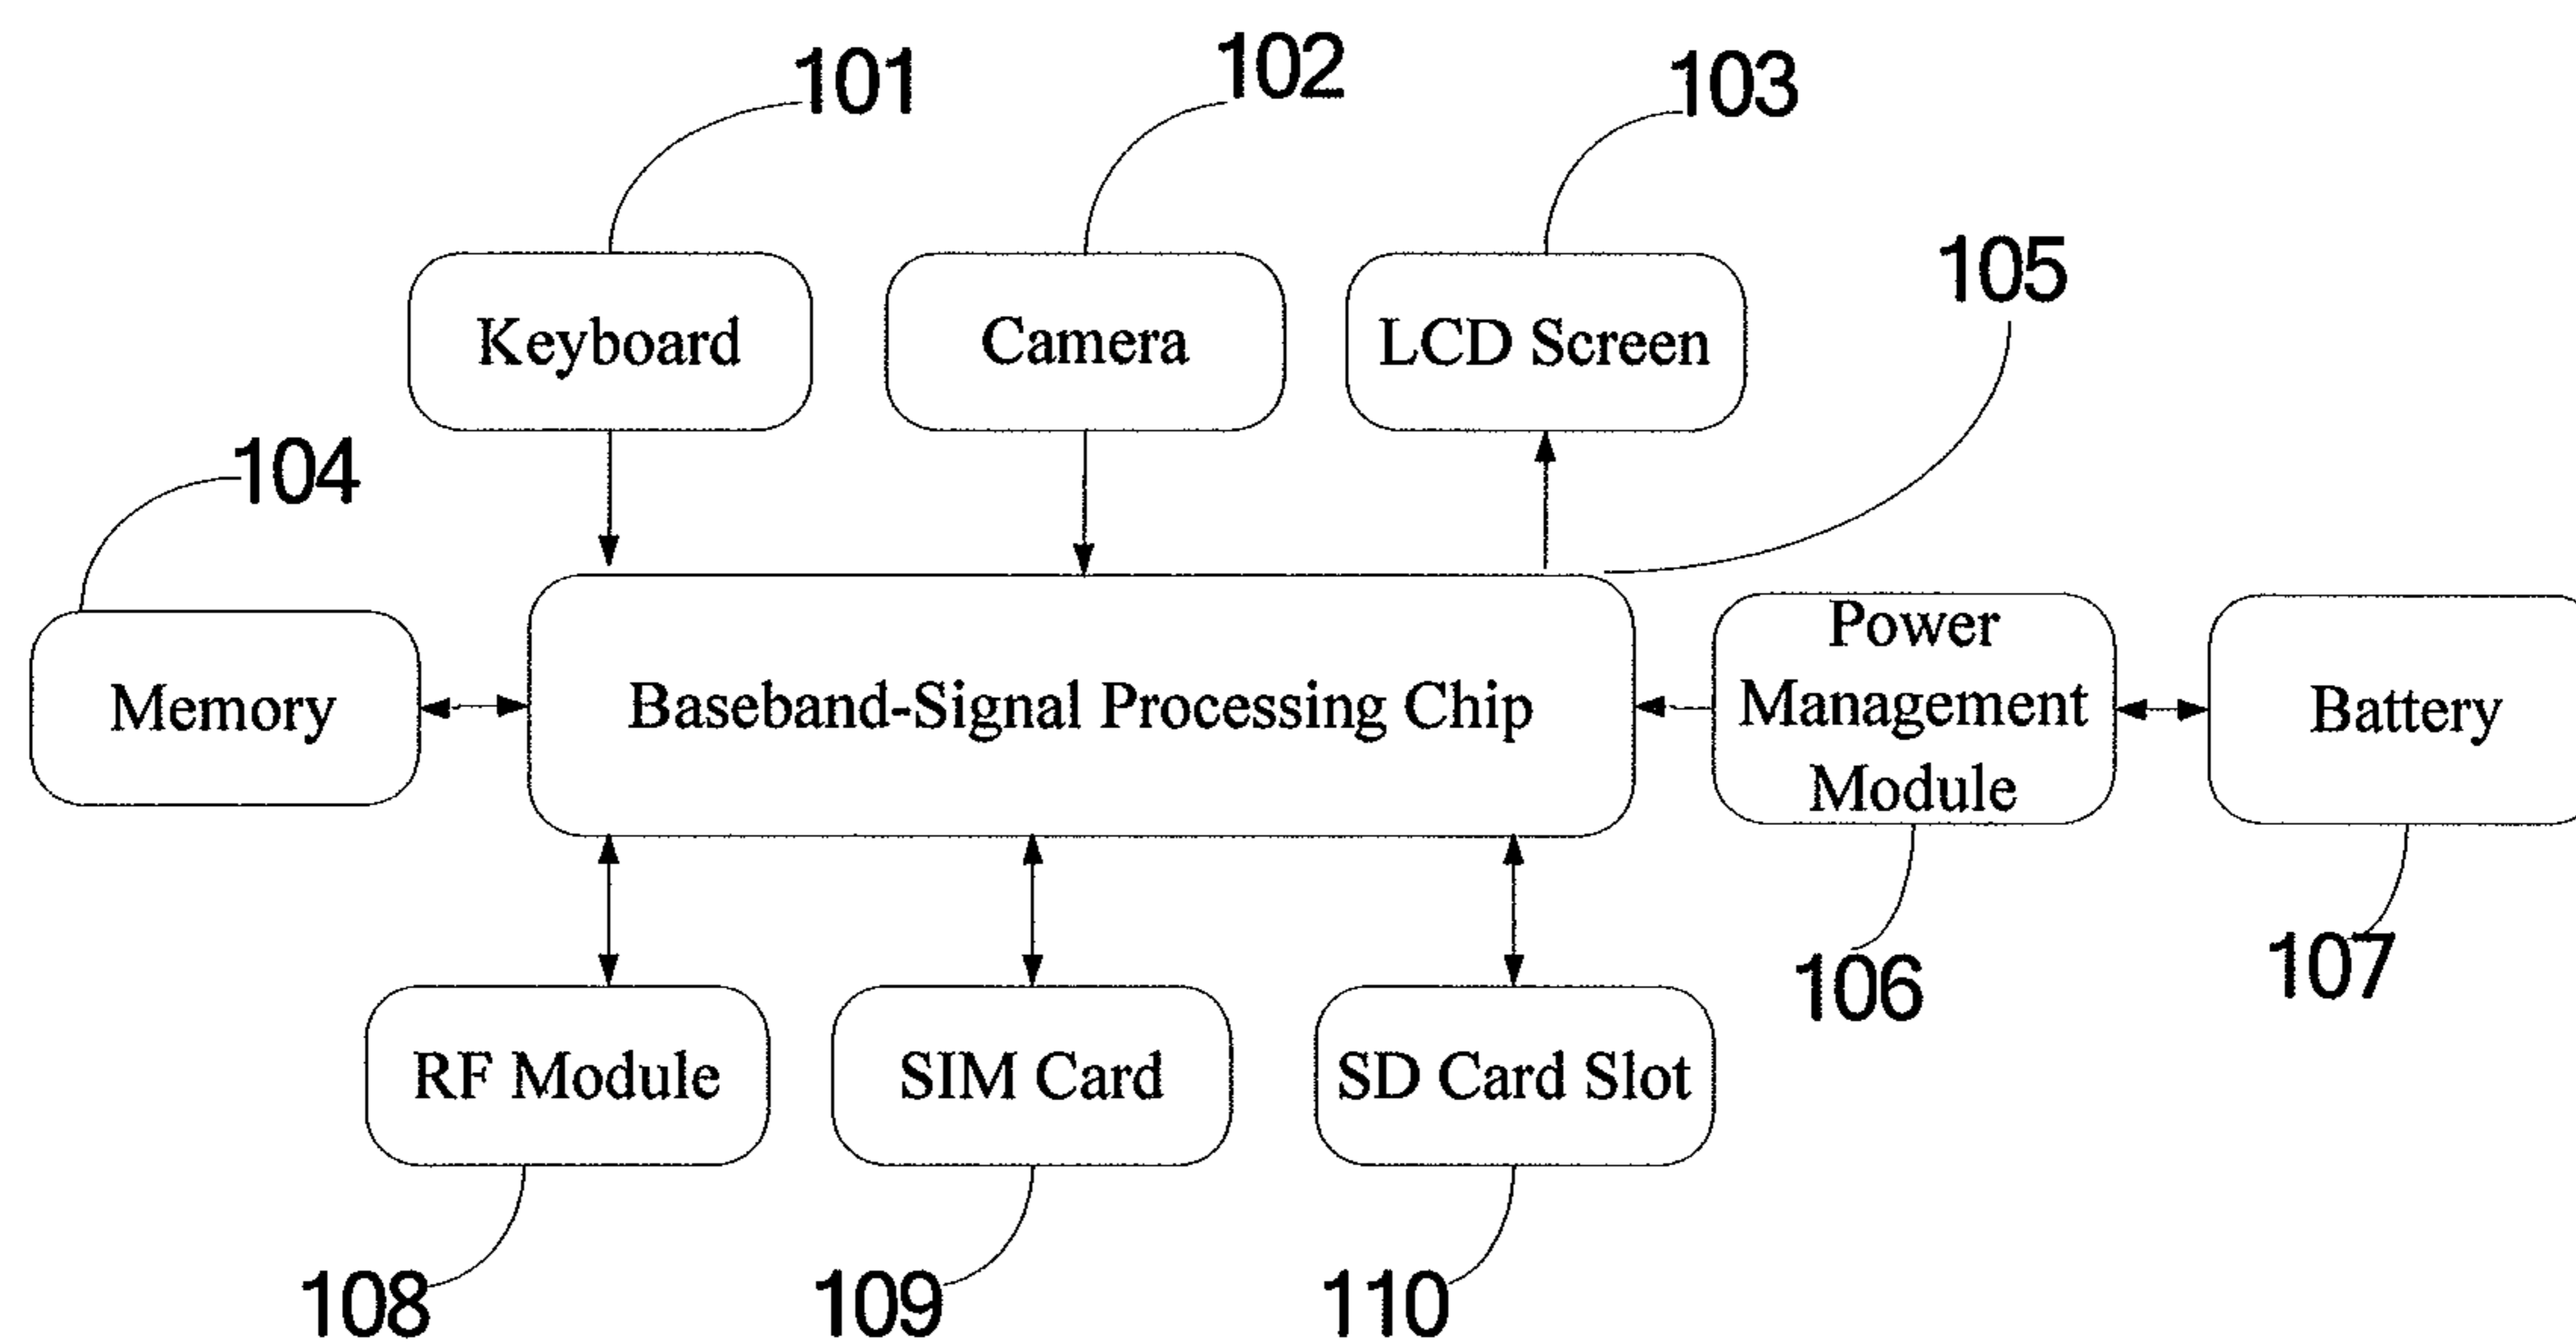 101
102
103
Keyboard
Camera
LCD Screen
105
104
Memory
Baseband-Signal Processing Chip
Power
Management
Module
Battery
RF Module
SIM Card
SD Card Slot
106
107
108
109
110